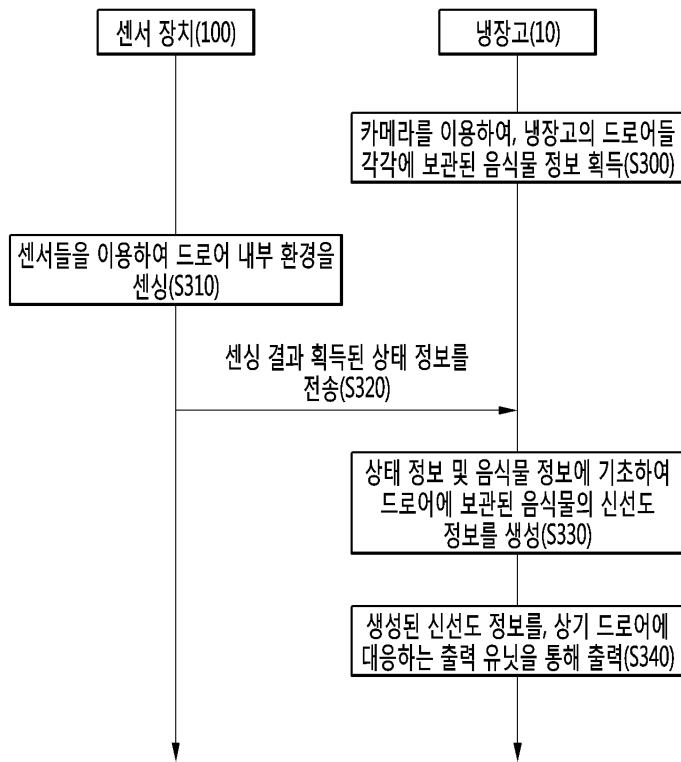 센서 장치(100)
냉장고(10)
카메라를 이용하여, 냉장고의 드로어들
각각에 보관된 음식물 정보 획득(S300)
센서들을 이용하여 드로어 내부 환경을
센싱(S310)
센싱 결과 획득된 상태 정보를
전송(S320)
상태 정보 및 음식물 정보에 기초하여
드로어에 보관된 음식물의 신선도
정보를 생성(S330)
생성된 신선도 정보를, 상기 드로어에
대응하는 출력 유닛을 통해 출력(S340)